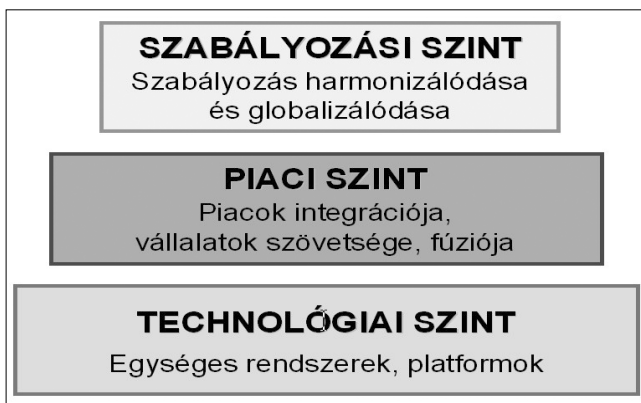 SZABÁLYOZÁSI SZINT
Szabályozás harmonizálódása
és globalizálódása
PIACI SZINT
Piacok integrációja,
vállalatok szövetsége, fúziója
TECHNOLÓGIAI SZINT
Egységes rendszerek, platformok